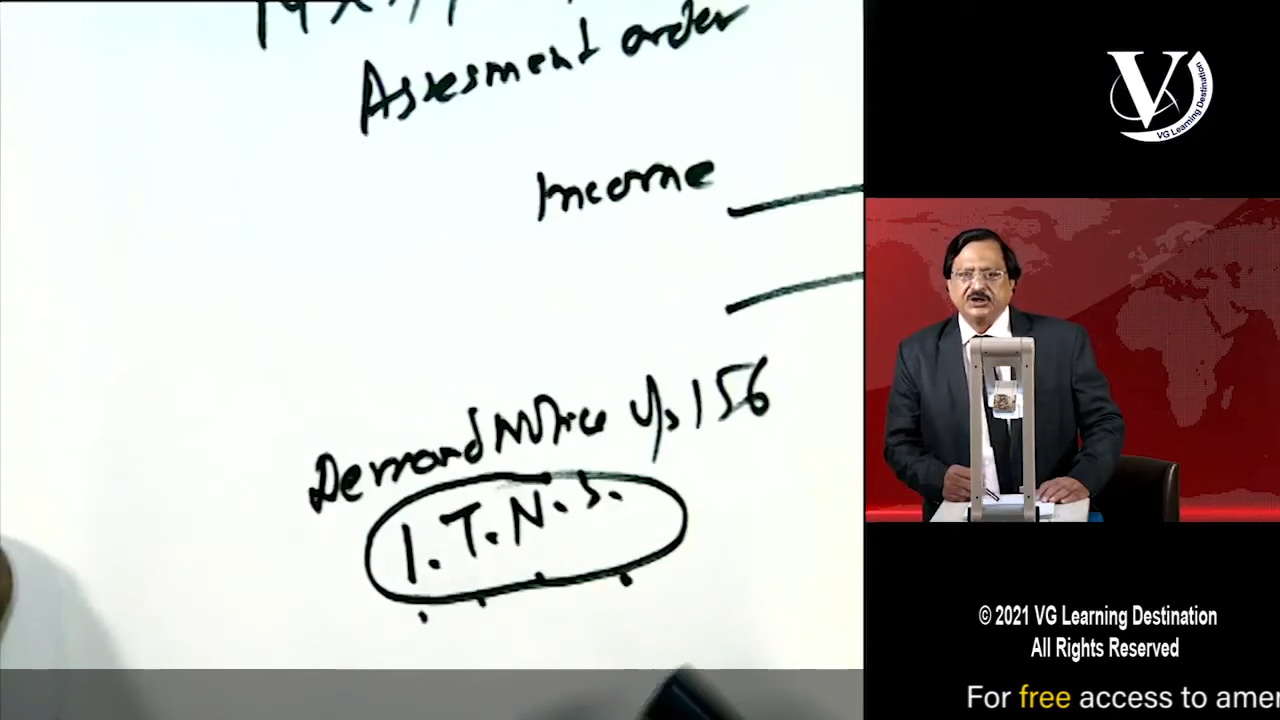 Assesment order
Income
Demand Notice u/s 156
I.T.N.S.
V
VG Learning Destination
© 2021 VG Learning Destination
All Rights Reserved
For free access to amer